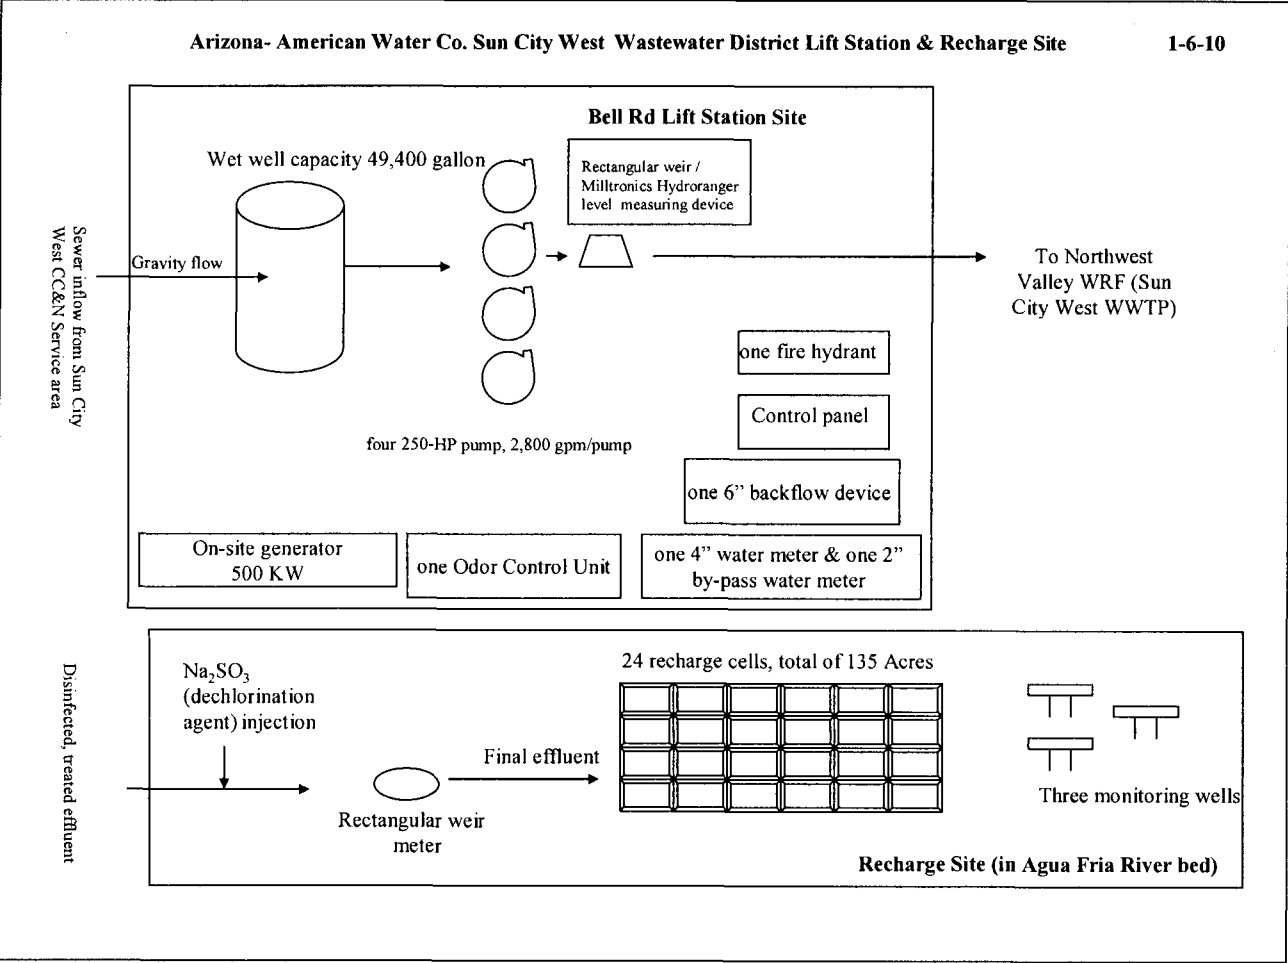 Arizona- American Water Co. Sun City West Wastewater District Lift Station & Recharge Site 1-6-10
Bell Rd Lift Station Site
Wet well capacity 49,400 gallon
Rectangular weir /
Milltronics Hydroranger
level measuring device
Sewer inflow from Sun City
West CC&N Service area
Gravity flow
To Northwest
Valley WRF (Sun
City West WWTP)
one fire hydrant
Control panel
four 250-HP pump, 2,800 gpm/pump
one 6” backflow device
On-site generator
500 KW
one Odor Control Unit
one 4” water meter & one 2”
by-pass water meter
Disinfected, treated effluent
Na₂SO₃
(dechlorination
agent) injection
24 recharge cells, total of 135 Acres
Final effluent
Rectangular weir
meter
Three monitoring wells
Recharge Site (in Agua Fria River bed)